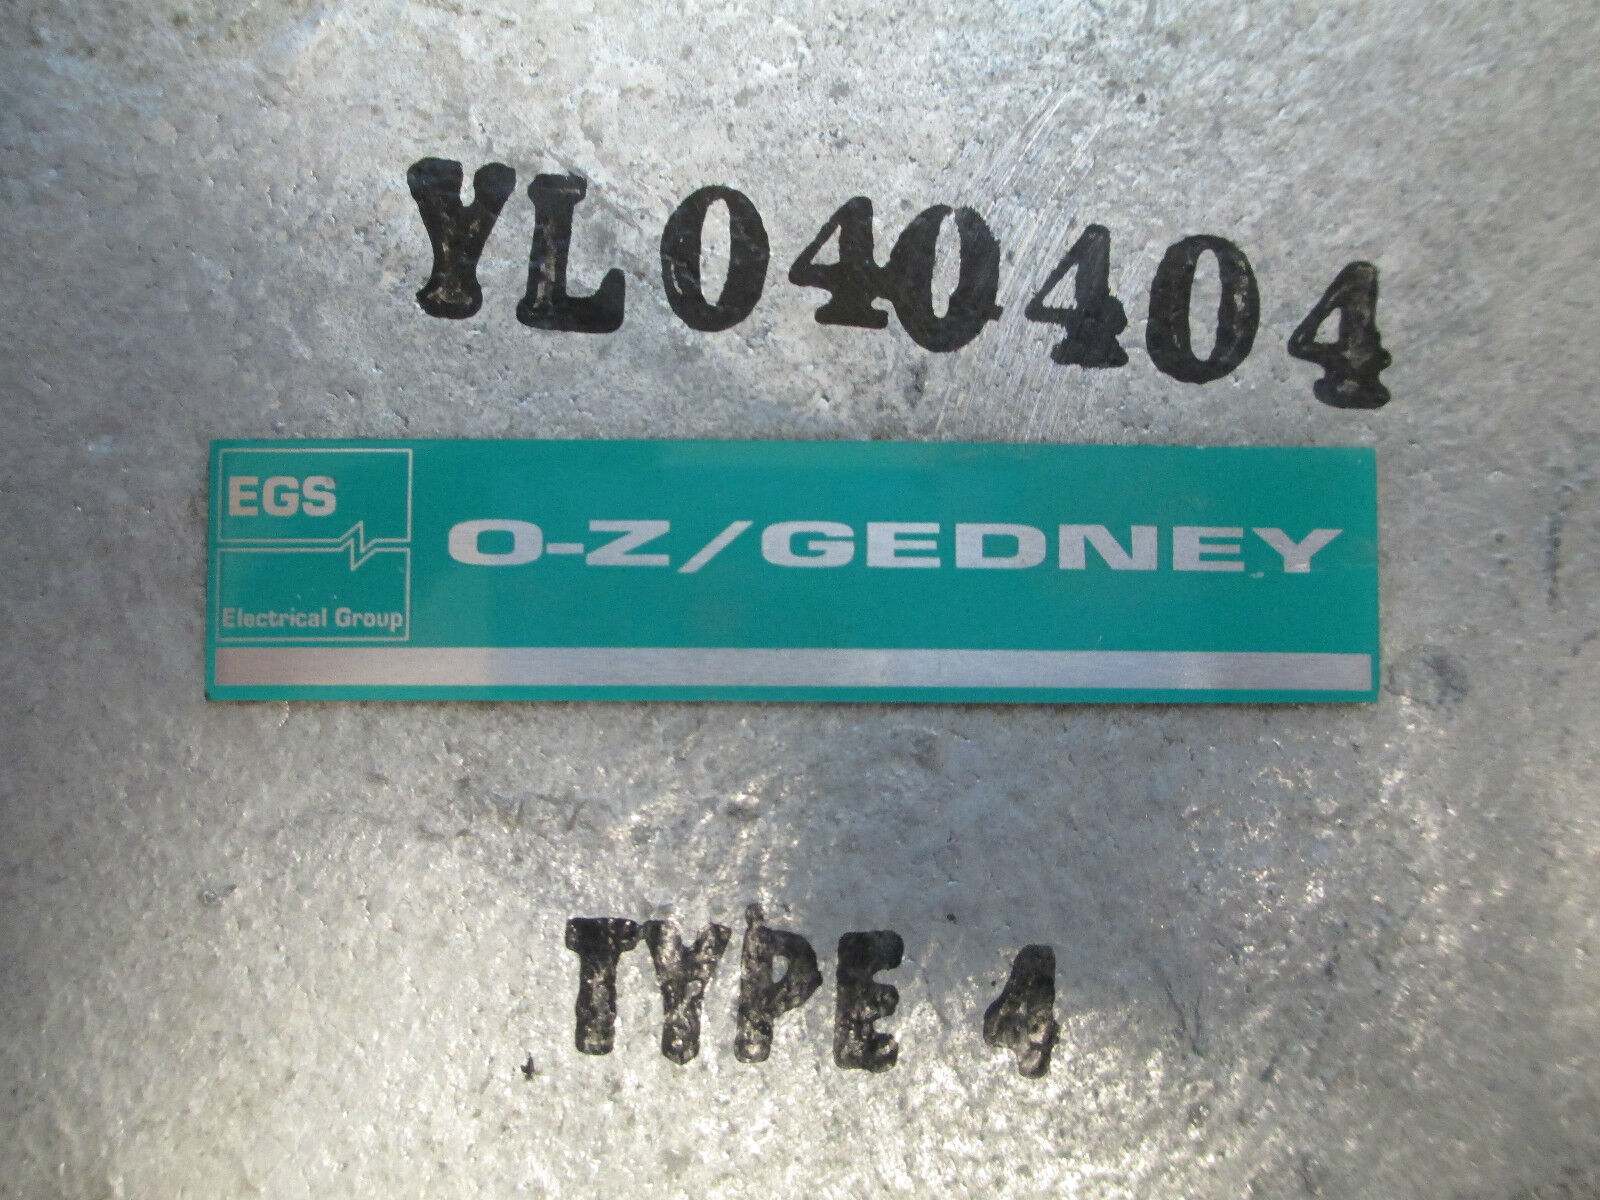 YL040404
EGS
O-Z/GEDNEY
Electrical Group
TYPE 4